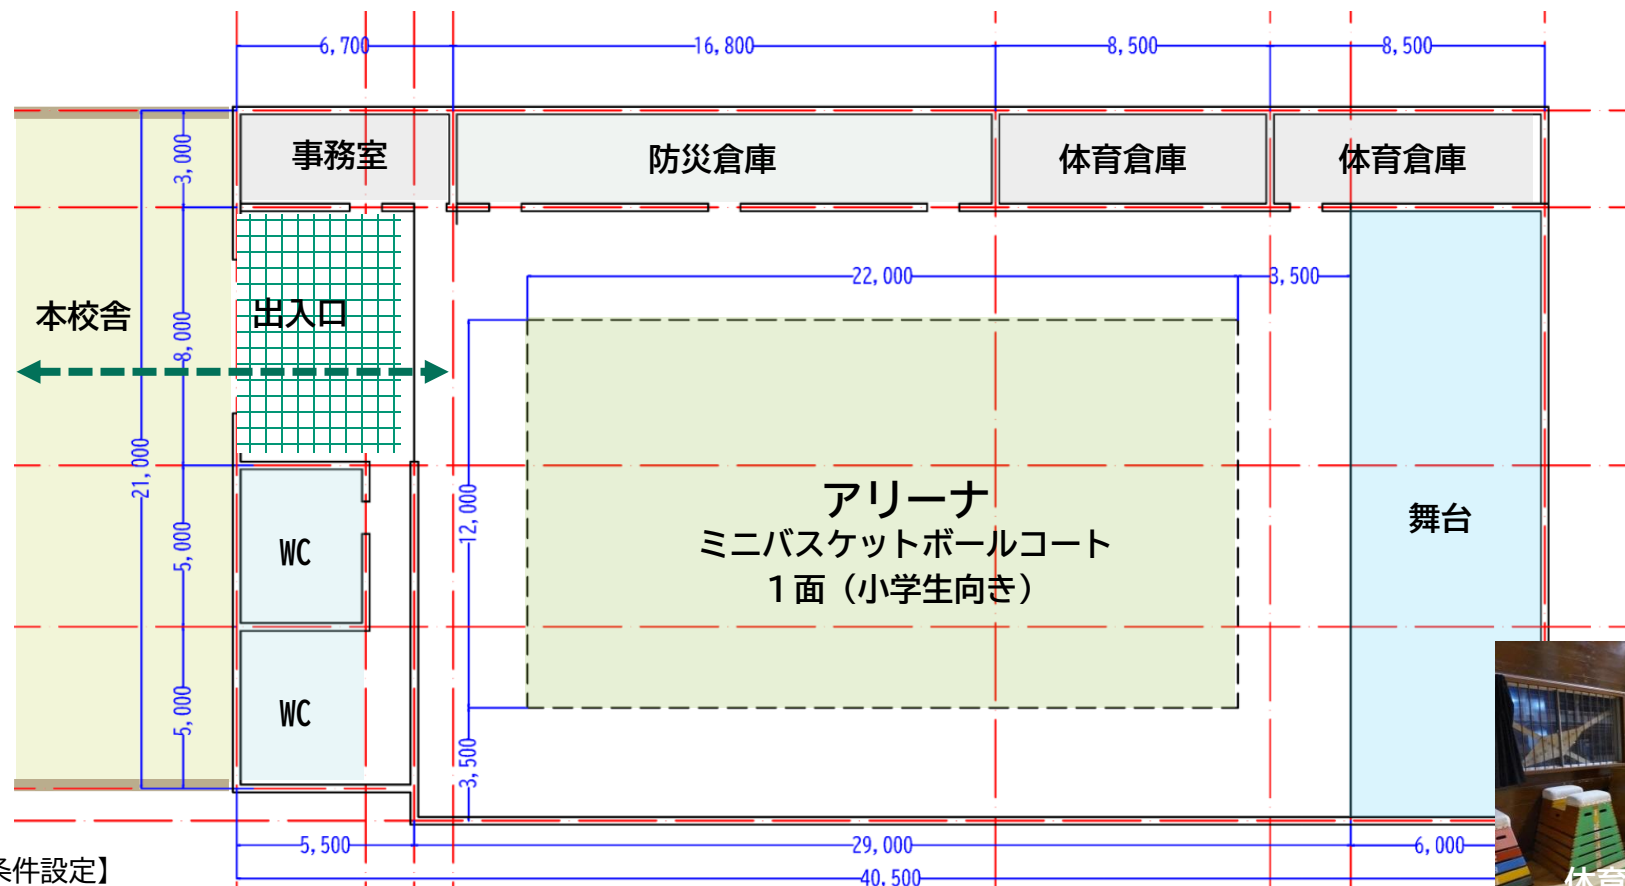 6,700
16,800
8,500
8,500
3,000
事務室
防災倉庫
体育倉庫
体育倉庫
22,000
3,500
本校舎
出入口
8,000
21,000
12,000
アリーナ
ミニバスケットボールコート
1面（小学生向き）
舞台
5,000
WC
5,000
WC
3,500
5,500
29,000
6,000
条件設定】
40,500
体育